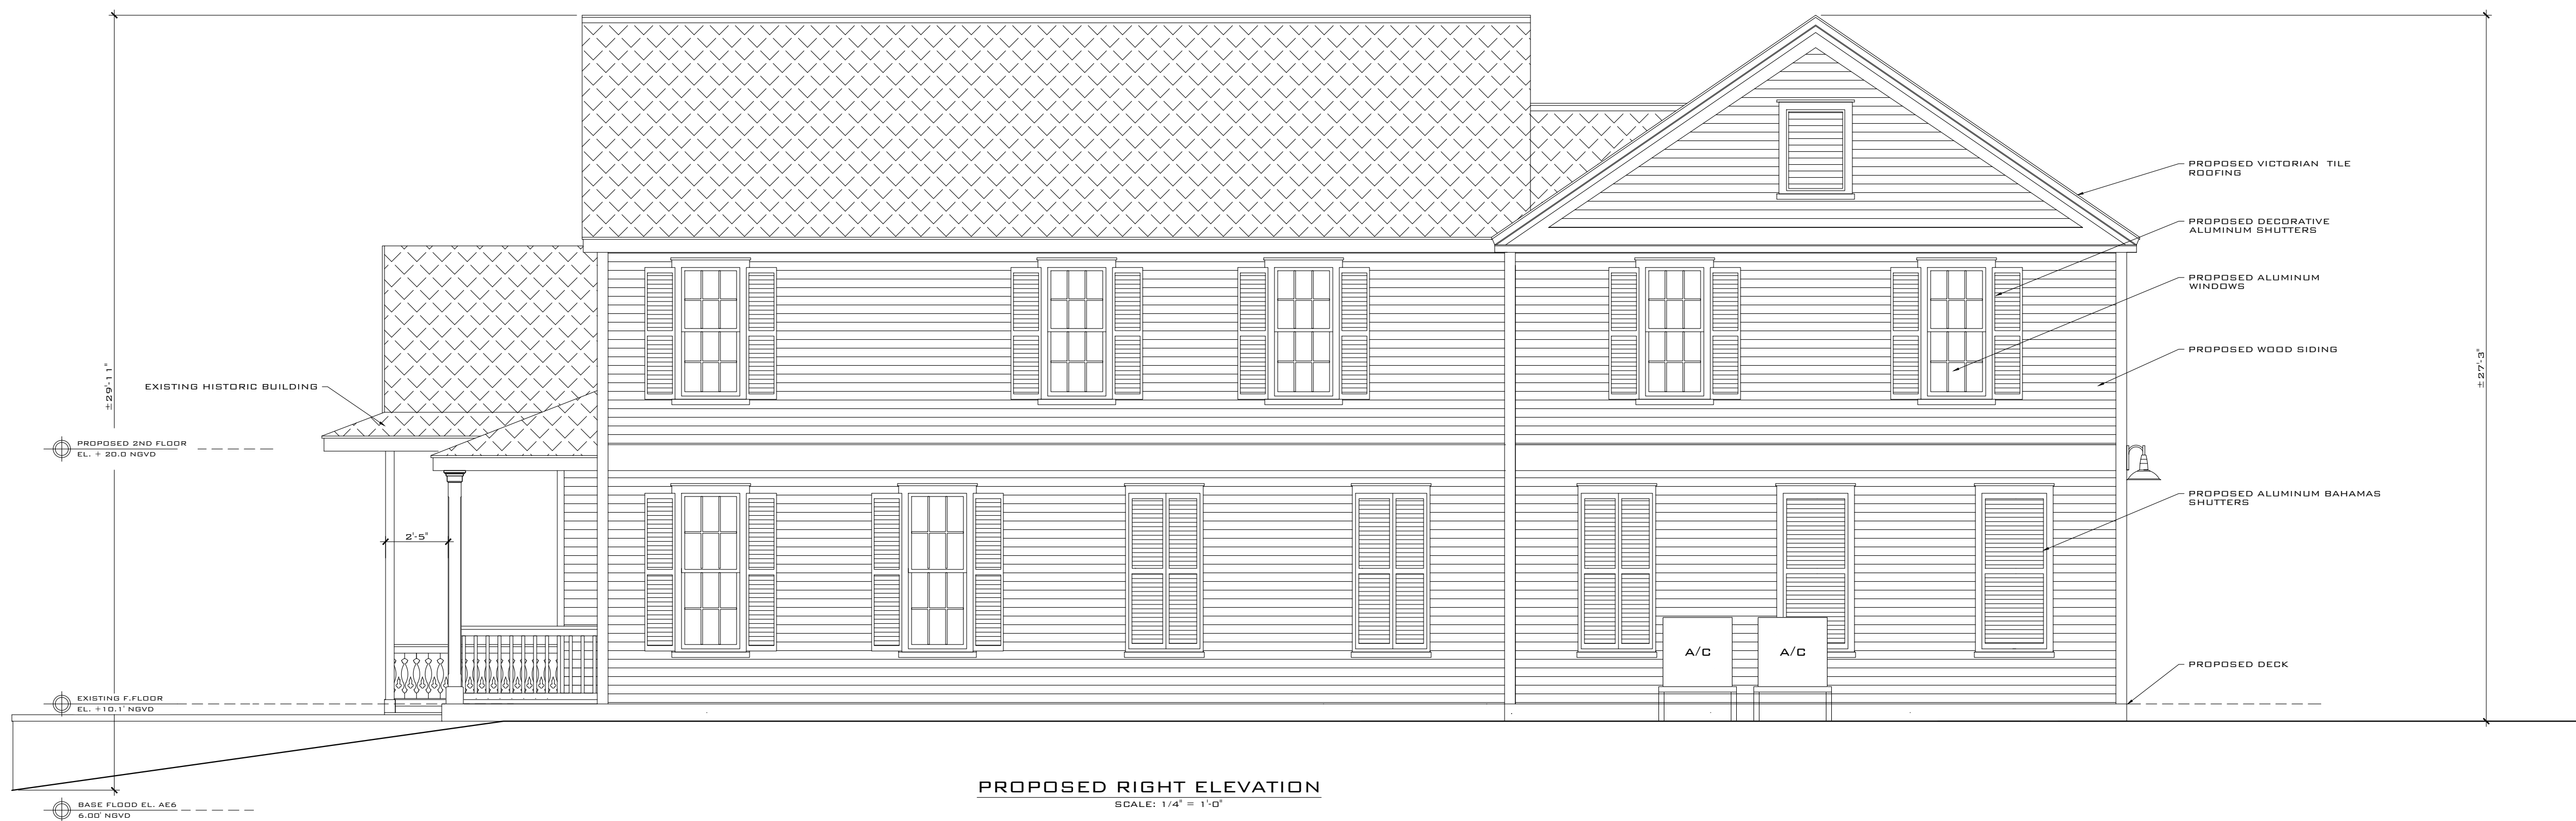 PROPOSED VICTORIAN TILE
ROOFING
PROPOSED DECORATIVE
ALUMINUM SHUTTERS
PROPOSED ALUMINUM
WINDOWS
PROPOSED WOOD SIDING
±29'-11"
±27'-3"
EXISTING HISTORIC BUILDING
PROPOSED 2ND FLOOR
EL. + 20.0 NGVD
PROPOSED ALUMINUM BAHAMAS
SHUTTERS
2'-5"
A/C
A/C
PROPOSED DECK
EXISTING F.FLOOR
EL. +10.1' NGVD
PROPOSED RIGHT ELEVATION
SCALE: 1/4" = 1'-0"
BASE FLOOD EL. AE6
6.00' NGVD